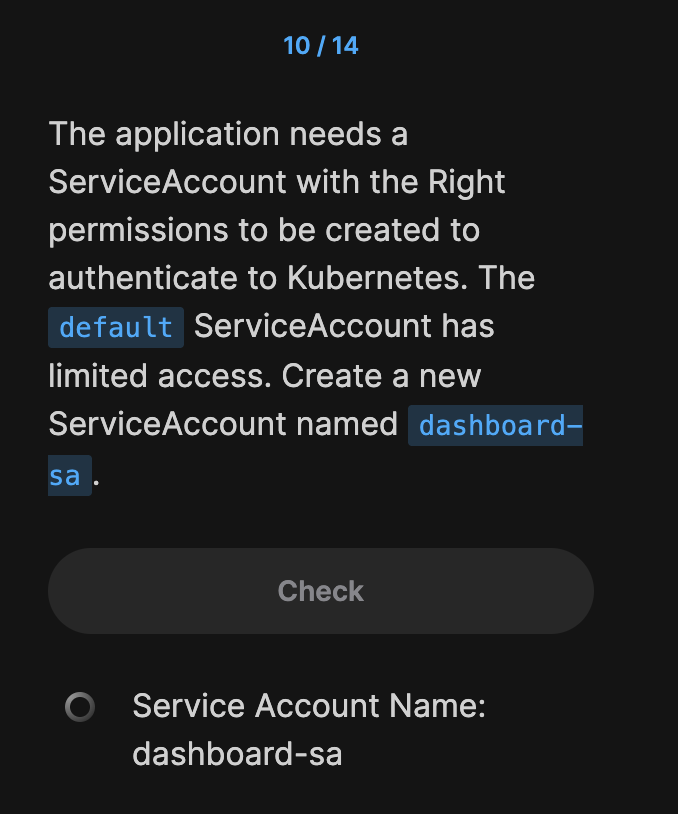 10 / 14
The application needs a
ServiceAccount with the Right
permissions to be created to
authenticate to Kubernetes. The
default ServiceAccount has
limited access. Create a new
ServiceAccount named dashboard-
sa.
Check
Service Account Name:
dashboard-sa